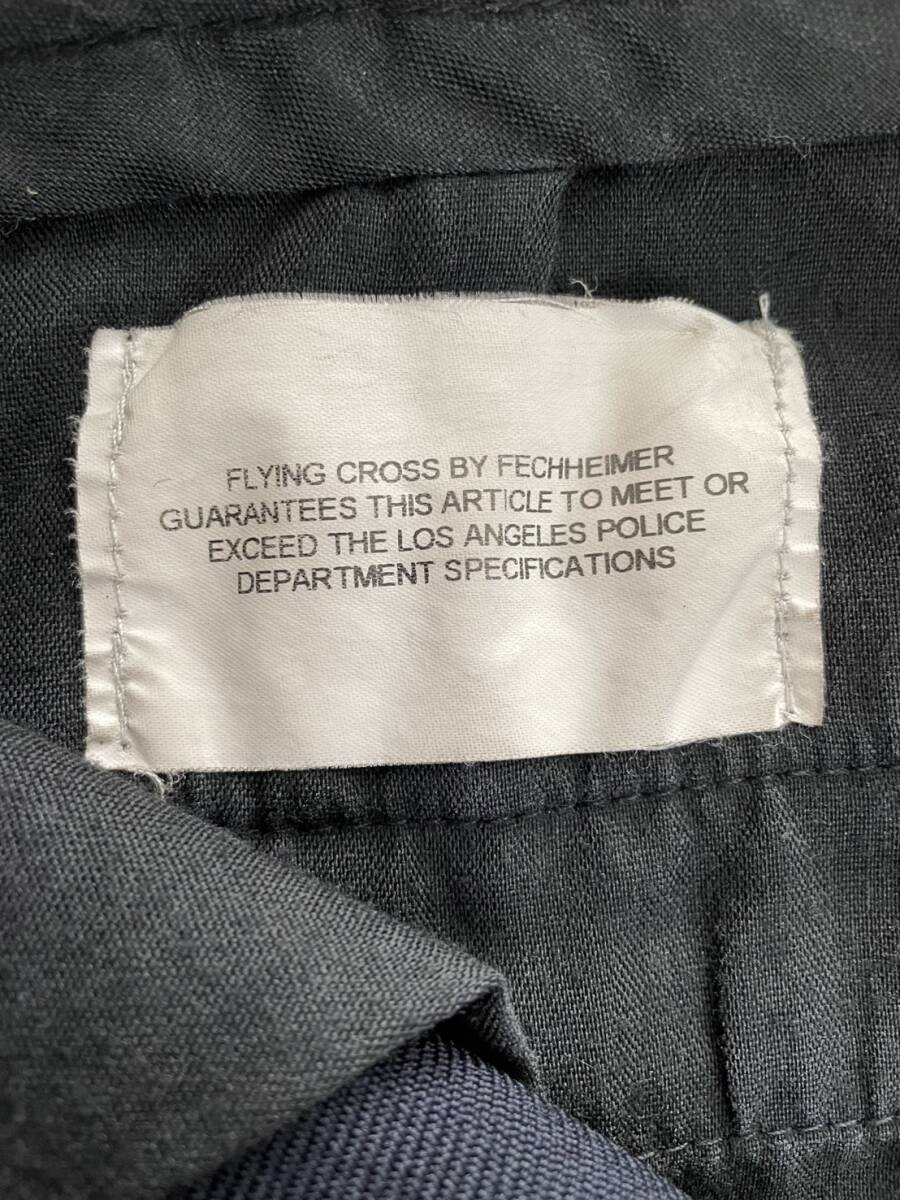 FLYING CROSS BY FECHHEIMER
GUARANTEES THIS ARTICLE TO MEET OR
EXCEED THE LOS ANGELES POLICE
DEPARTMENT SPECIFICATIONS